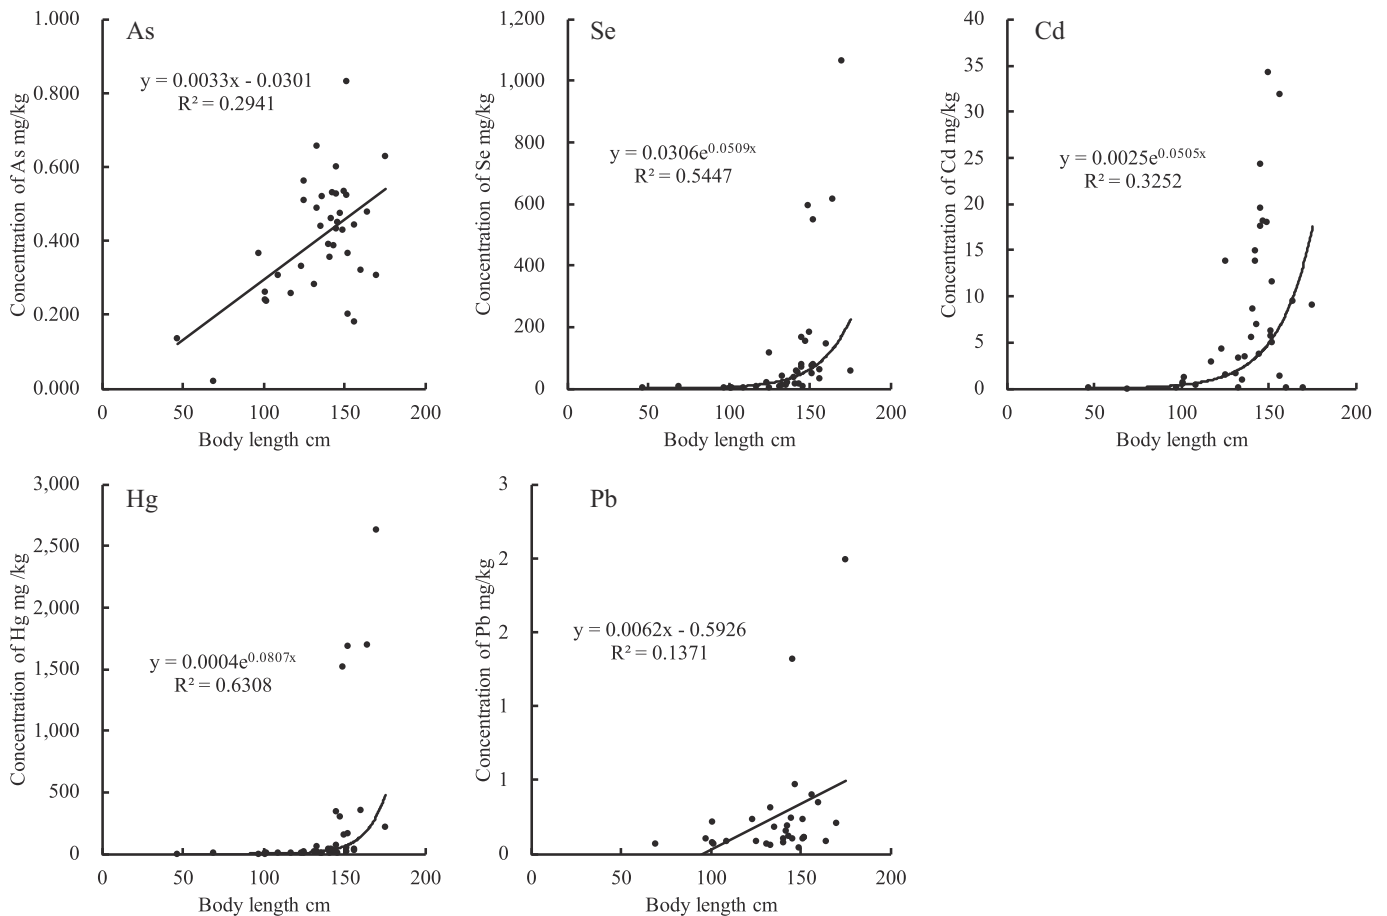 As
y = 0.0033x - 0.0301
R² = 0.2941
Concentration of As mg/kg
1.000
0.800
0.600
0.400
0.200
0.000
0 50 100 150 200
Body length cm
Se
y = 0.0306e^0.0509x
R² = 0.5447
Concentration of Se mg/kg
1,200
1,000
800
600
400
200
0
0 50 100 150 200
Body length cm
Cd
y = 0.0025e^0.0505x
R² = 0.3252
Concentration of Cd mg/kg
40
35
30
25
20
15
10
5
0
0 50 100 150 200
Body length cm
Hg
y = 0.0004e^0.0807x
R² = 0.6308
Concentration of Hg mg /kg
3,000
2,500
2,000
1,500
1,000
500
0
0 50 100 150 200
Body length cm
Pb
y = 0.0062x - 0.5926
R² = 0.1371
Concentration of Pb mg/kg
3
2
2
1
1
0
0 50 100 150 200
Body length cm